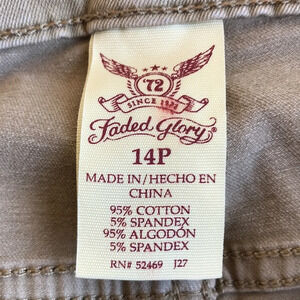 '72
SINCE 1972
Faded Glory®
14P
MADE IN/HECHO EN
CHINA
95% COTTON
5% SPANDEX
95% ALGODÓN
5% SPANDEX
RN# 52469 J27